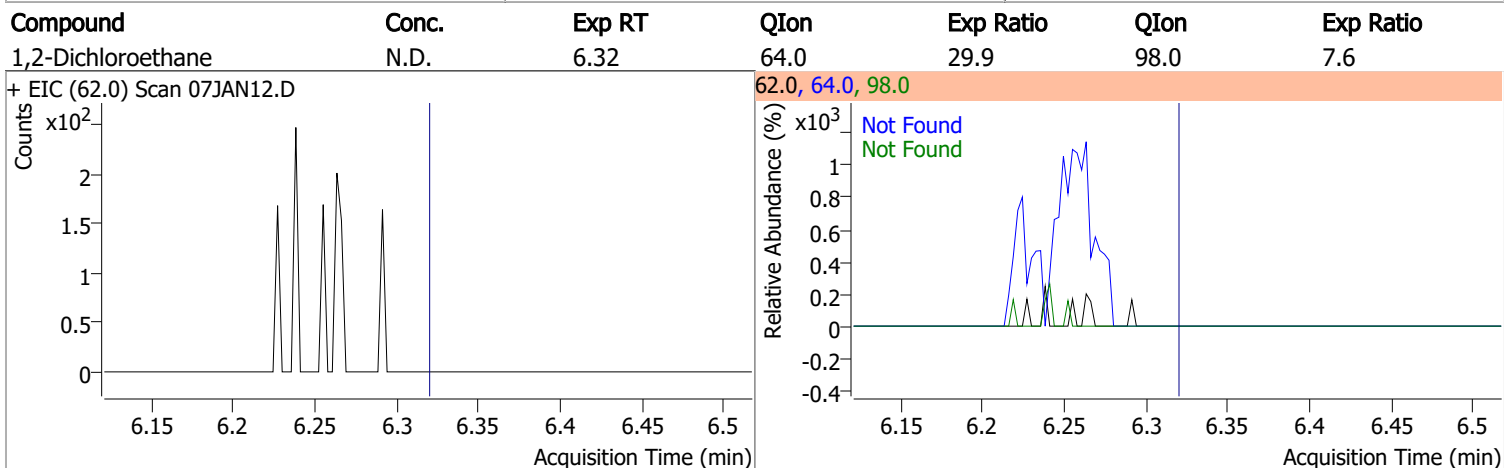 Compound Conc. Exp RT QIon Exp Ratio QIon Exp Ratio
1,2-Dichloroethane N.D. 6.32 64.0 29.9 98.0 7.6
+ EIC (62.0) Scan 07JAN12.D
Counts
x10²
2
1.5
1
0.5
0
6.15 6.2 6.25 6.3 6.35 6.4 6.45 6.5
Acquisition Time (min)
62.0, 64.0, 98.0
Relative Abundance (%)
x10³
Not Found
Not Found
1
0.8
0.6
0.4
0.2
0
-0.2
-0.4
6.15 6.2 6.25 6.3 6.35 6.4 6.45 6.5
Acquisition Time (min)